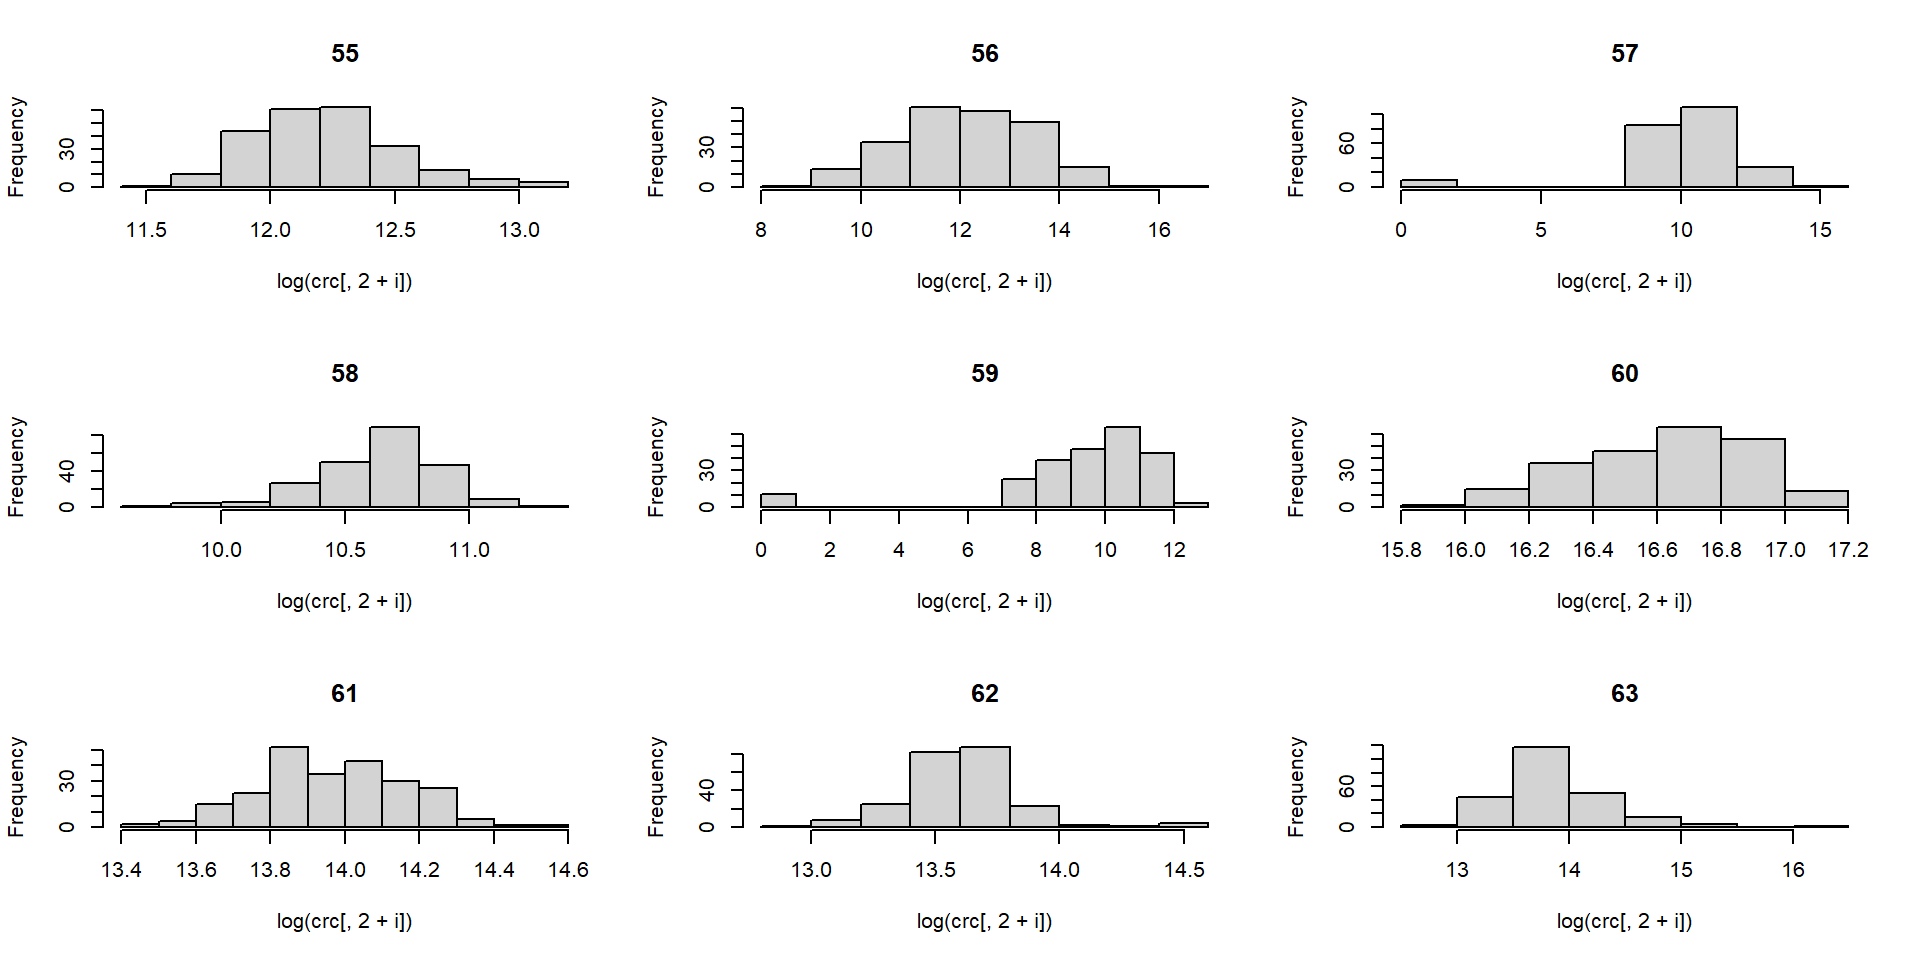 55
Frequency
0 30
11.5 12.0 12.5 13.0
log(crc[, 2 + i])
56
Frequency
0 30
8 10 12 14 16
log(crc[, 2 + i])
57
Frequency
0 60
0 5 10 15
log(crc[, 2 + i])
58
Frequency
0 40
10.0 10.5 11.0
log(crc[, 2 + i])
59
Frequency
0 30
0 2 4 6 8 10 12
log(crc[, 2 + i])
60
Frequency
0 30
15.8 16.0 16.2 16.4 16.6 16.8 17.0 17.2
log(crc[, 2 + i])
61
Frequency
0 30
13.4 13.6 13.8 14.0 14.2 14.4 14.6
log(crc[, 2 + i])
62
Frequency
0 40
13.0 13.5 14.0 14.5
log(crc[, 2 + i])
63
Frequency
0 60
13 14 15 16
log(crc[, 2 + i])